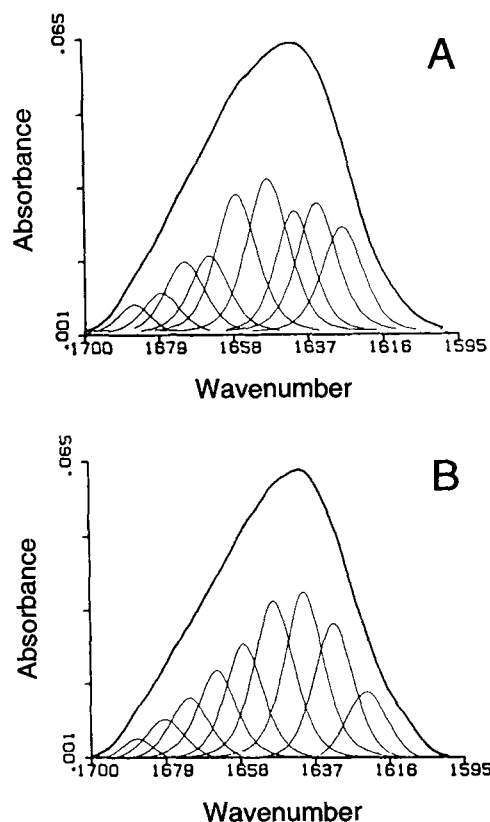 .065
A
Absorbance
.001
1700 1679 1658 1637 1616 1595
Wavenumber
.065
B
Absorbance
.001
1700 1679 1658 1637 1616 1595
Wavenumber